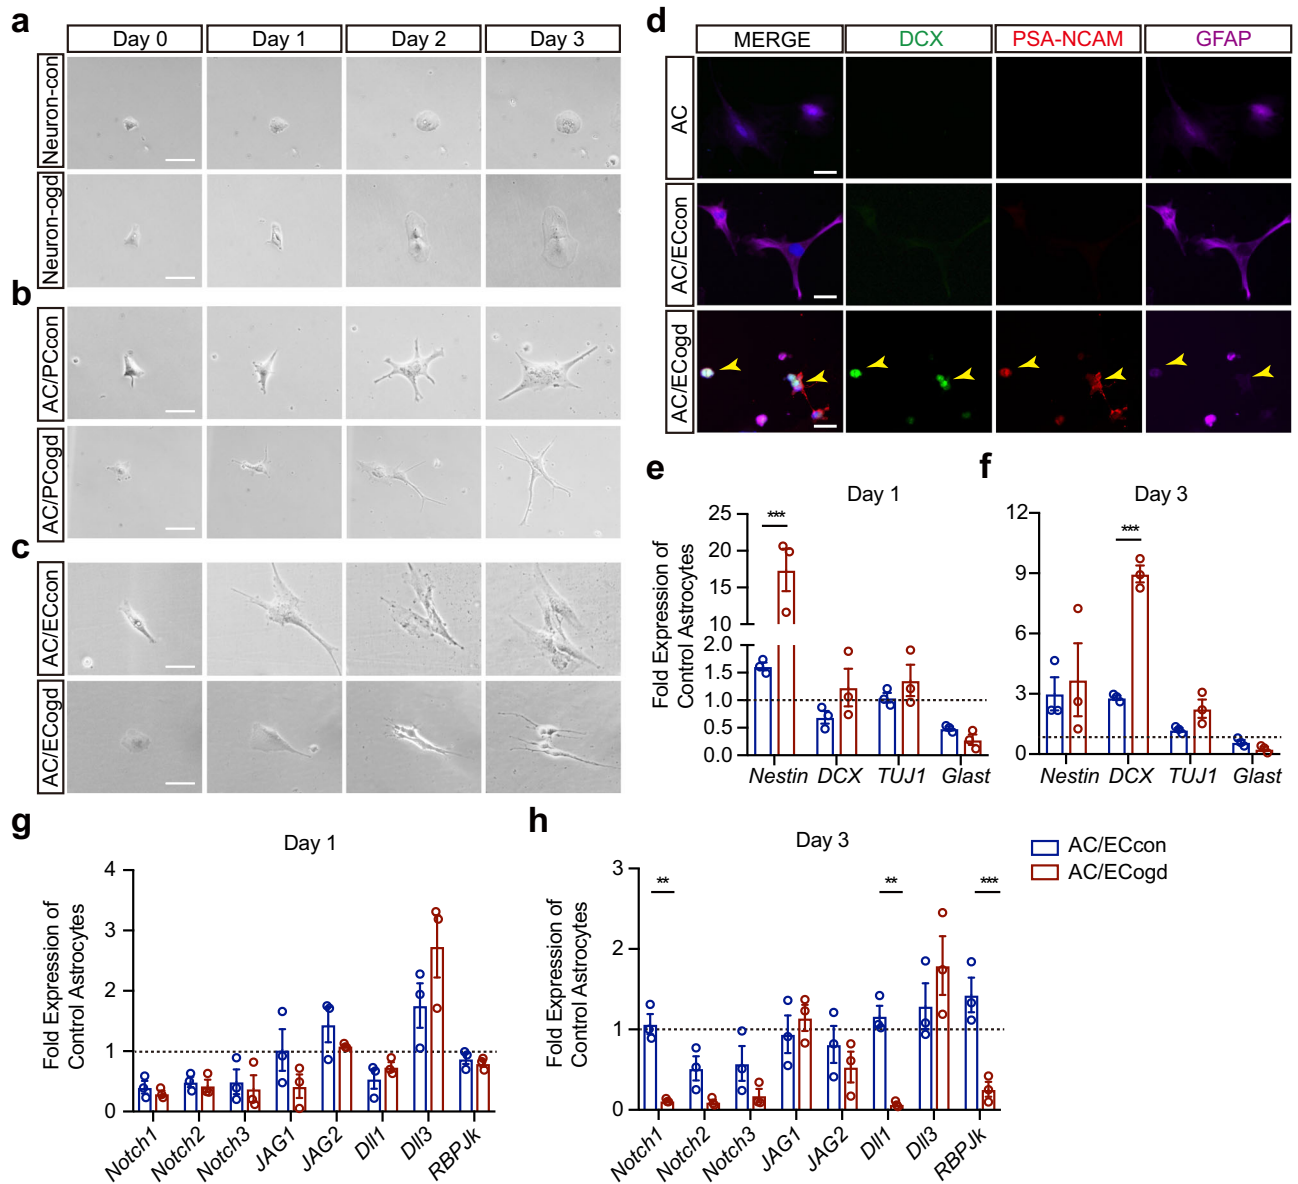 a
Day 0 Day 1 Day 2 Day 3
Neuron-con
Neuron-ogd
b
AC/PCcon
AC/PCogd
c
AC/ECcon
AC/ECogd
d
MERGE DCX PSA-NCAM GFAP
AC
AC/ECcon
AC/ECogd
e
Day 1
Fold Expression of
Control Astrocytes
25
20
15
10
2.0
1.5
1.0
0.5
0.0
***
Nestin DCX TUJ1 Glast
f
Day 3
12
9
6
3
0
***
Nestin DCX TUJ1 Glast
g
Day 1
Fold Expression of
Control Astrocytes
4
3
2
1
0
Notch1 Notch2 Notch3 JAG1 JAG2 Dll1 Dll3 RBPJk
h
Day 3
Fold Expression of
Control Astrocytes
3
2
1
0
** ** ***
Notch1 Notch2 Notch3 JAG1 JAG2 Dll1 Dll3 RBPJk
AC/ECcon
AC/ECogd